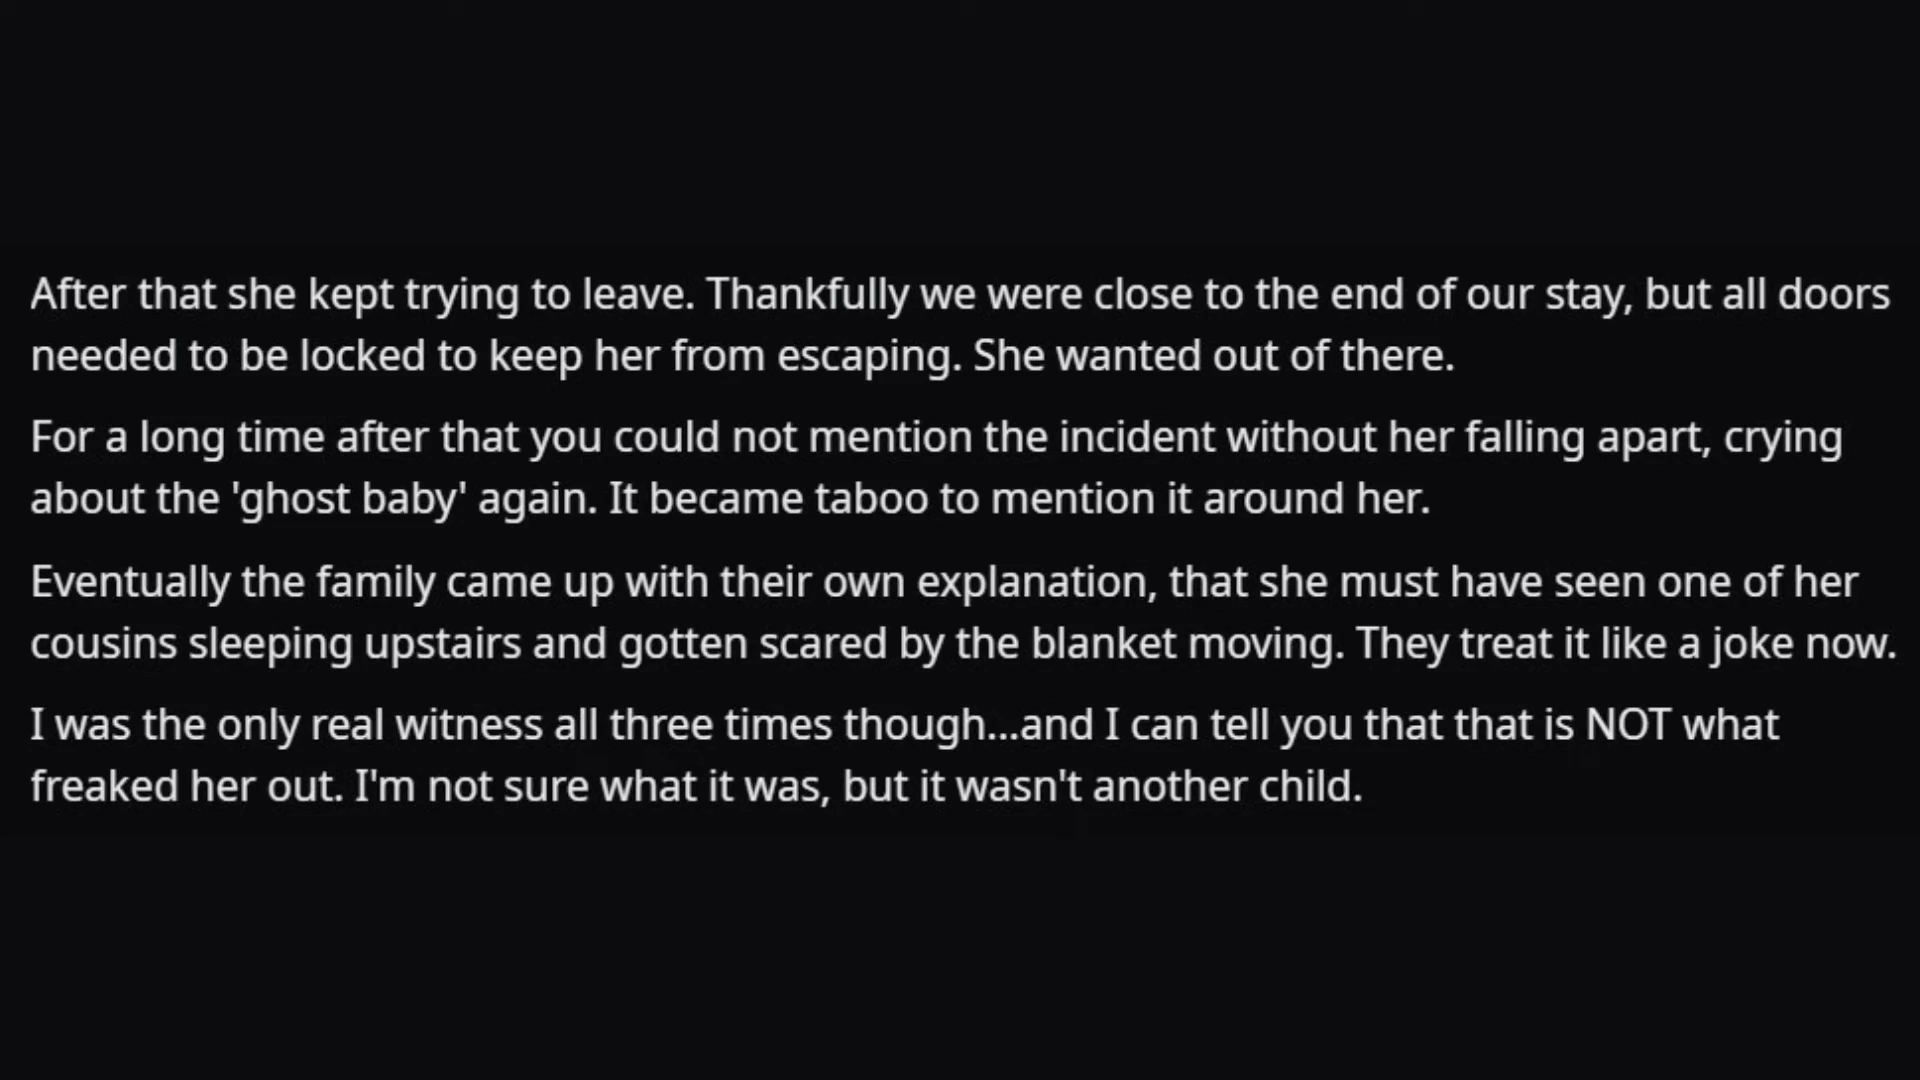 After that she kept trying to leave. Thankfully we were close to the end of our stay, but all doors
needed to be locked to keep her from escaping. She wanted out of there.
For a long time after that you could not mention the incident without her falling apart, crying
about the 'ghost baby' again. It became taboo to mention it around her.
Eventually the family came up with their own explanation, that she must have seen one of her
cousins sleeping upstairs and gotten scared by the blanket moving. They treat it like a joke now.
I was the only real witness all three times though...and I can tell you that that is NOT what
freaked her out. I'm not sure what it was, but it wasn't another child.